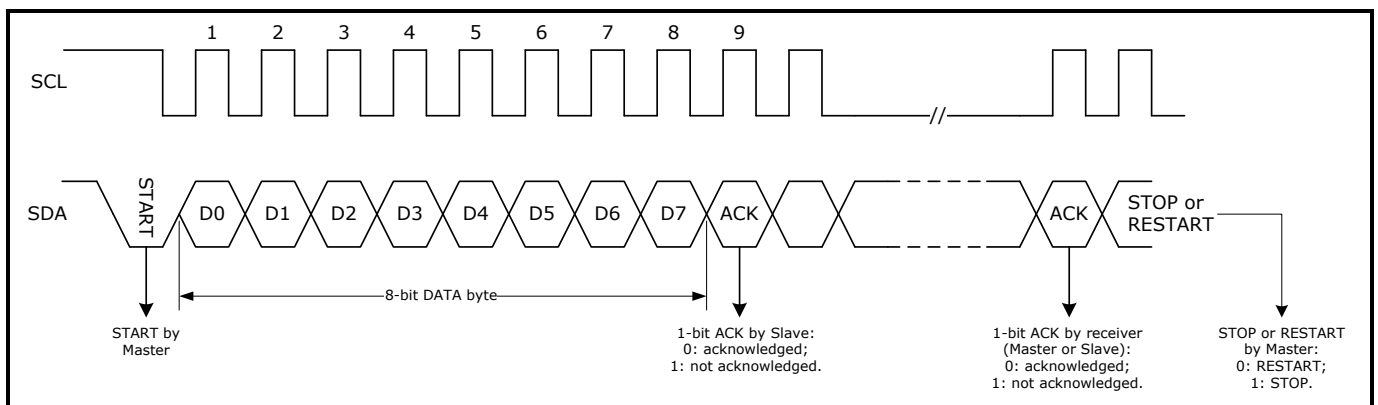 1 2 3 4 5 6 7 8 9
SCL
//
SDA
START
D0 D1 D2 D3 D4 D5 D6 D7 ACK
ACK
STOP or
RESTART
8-bit DATA byte
START by
Master
1-bit ACK by Slave:
0: acknowledged;
1: not acknowledged.
1-bit ACK by receiver
(Master or Slave):
0: acknowledged;
1: not acknowledged.
STOP or RESTART
by Master:
0: RESTART;
1: STOP.